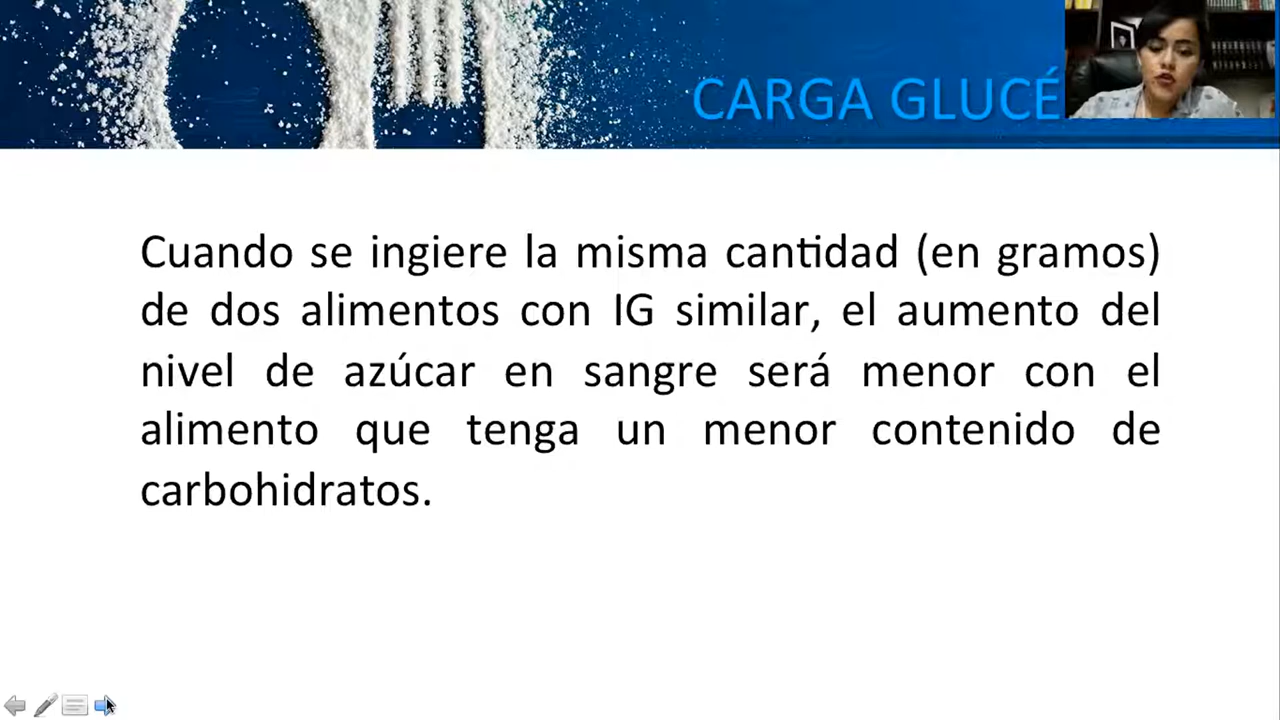 CARGA GLUCÉ
Cuando se ingiere la misma cantidad (en gramos)
de dos alimentos con IG similar, el aumento del
nivel de azúcar en sangre será menor con el
alimento que tenga un menor contenido de
carbohidratos.